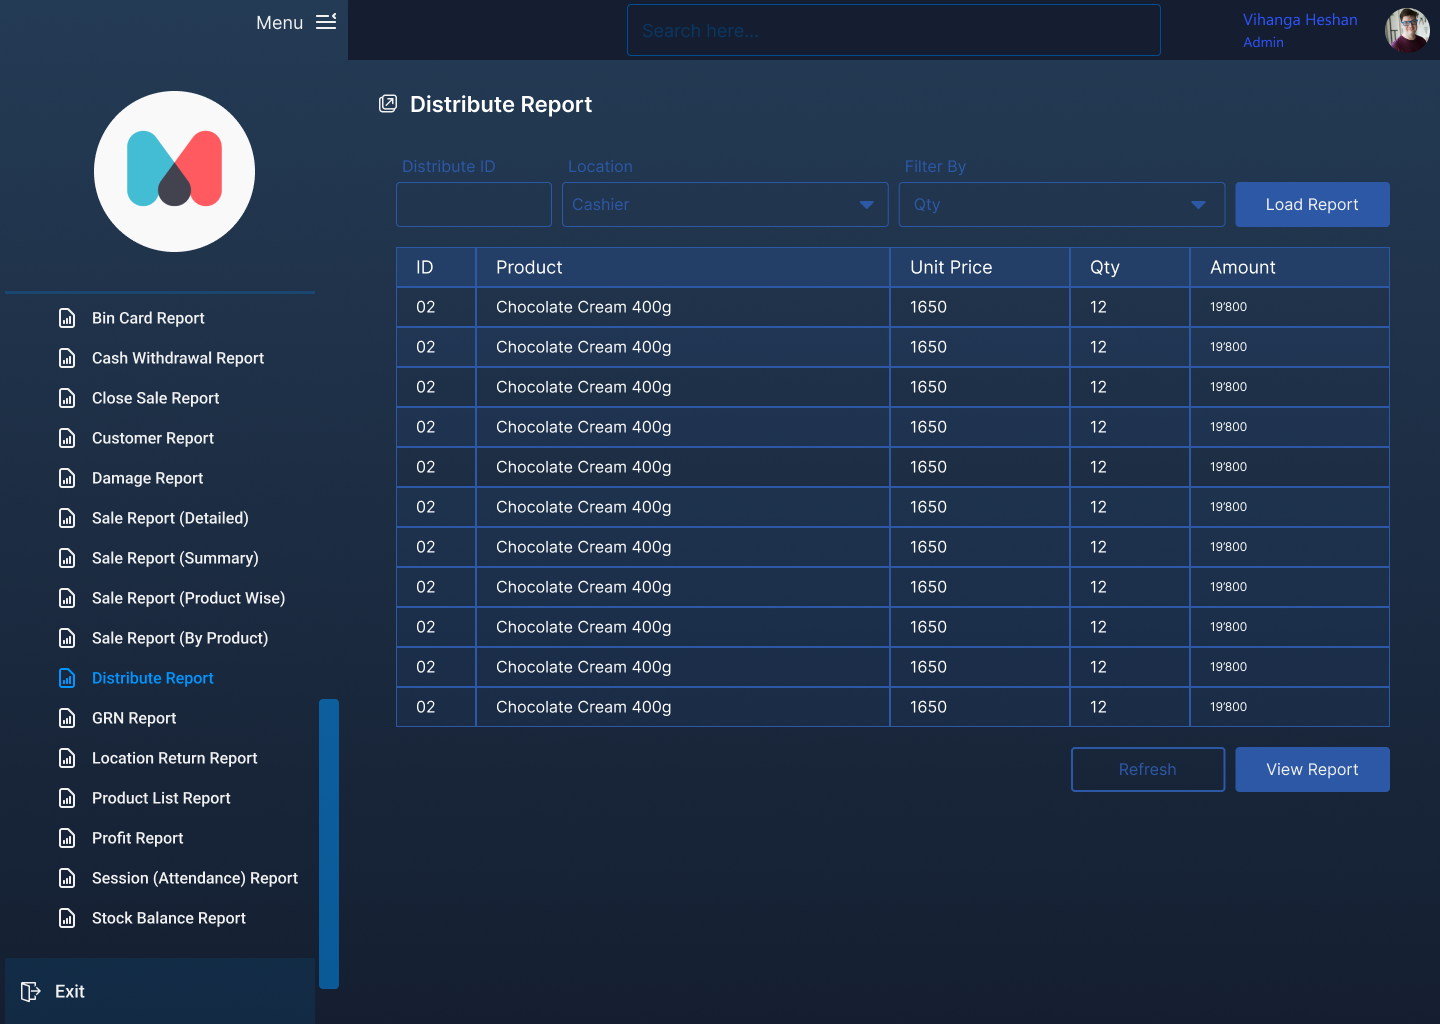 Menu
Search here...
Vihanga Heshan
Admin
Distribute Report
Distribute ID
Location
Filter By
Cashier
Qty
Load Report
ID Product Unit Price Qty Amount
02 Chocolate Cream 400g 1650 12 19'800
02 Chocolate Cream 400g 1650 12 19'800
02 Chocolate Cream 400g 1650 12 19'800
02 Chocolate Cream 400g 1650 12 19'800
02 Chocolate Cream 400g 1650 12 19'800
02 Chocolate Cream 400g 1650 12 19'800
02 Chocolate Cream 400g 1650 12 19'800
02 Chocolate Cream 400g 1650 12 19'800
02 Chocolate Cream 400g 1650 12 19'800
02 Chocolate Cream 400g 1650 12 19'800
02 Chocolate Cream 400g 1650 12 19'800
Refresh
View Report
Bin Card Report
Cash Withdrawal Report
Close Sale Report
Customer Report
Damage Report
Sale Report (Detailed)
Sale Report (Summary)
Sale Report (Product Wise)
Sale Report (By Product)
Distribute Report
GRN Report
Location Return Report
Product List Report
Profit Report
Session (Attendance) Report
Stock Balance Report
Exit